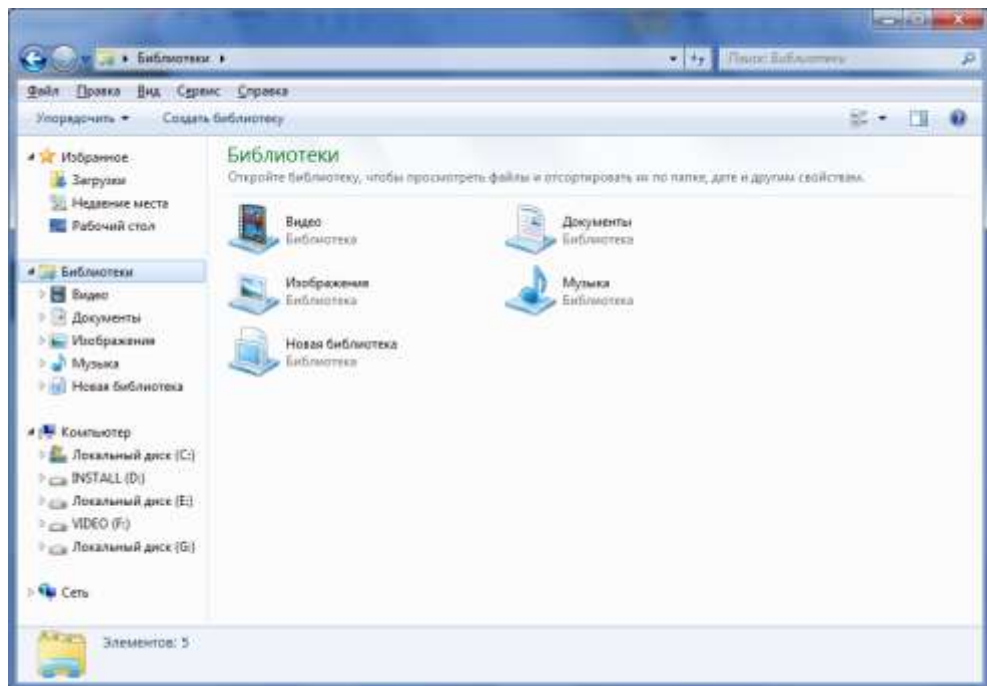 Библиотеки
Поиск: Библиотеки
Файл Правка Вид Сервис Справка
Упорядочить Создать библиотеку
Избранное
Загрузки
Недавние места
Рабочий стол
Библиотеки
Видео
Документы
Изображения
Музыка
Новая библиотека
Компьютер
Локальный диск (C:)
INSTALL (D:)
Локальный диск (E:)
VIDEO (F:)
Локальный диск (G:)
Сеть
Библиотеки
Откройте библиотеку, чтобы просмотреть файлы и отсортировать их по папке, дате и другим свойствам.
Видео
Библиотека
Документы
Библиотека
Изображения
Библиотека
Музыка
Библиотека
Новая библиотека
Библиотека
Элементов: 5